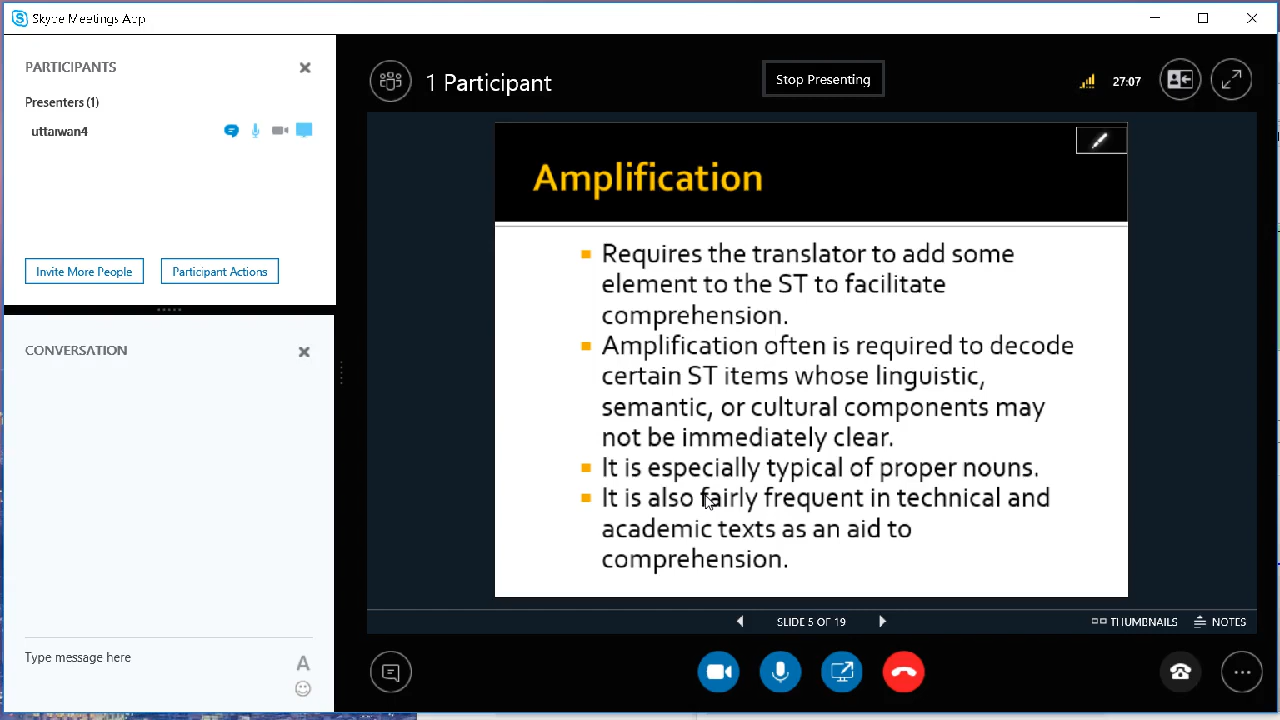 Skype Meetings App
PARTICIPANTS
Presenters (1)
uttaiwan4
Invite More People
Participant Actions
CONVERSATION
Type message here
A
1 Participant
Stop Presenting
27:07
Amplification
Requires the translator to add some
element to the ST to facilitate
comprehension.
Amplification often is required to decode
certain ST items whose linguistic,
semantic, or cultural components may
not be immediately clear.
It is especially typical of proper nouns.
It is also fairly frequent in technical and
academic texts as an aid to
comprehension.
SLIDE 5 OF 19
THUMBNAILS
NOTES